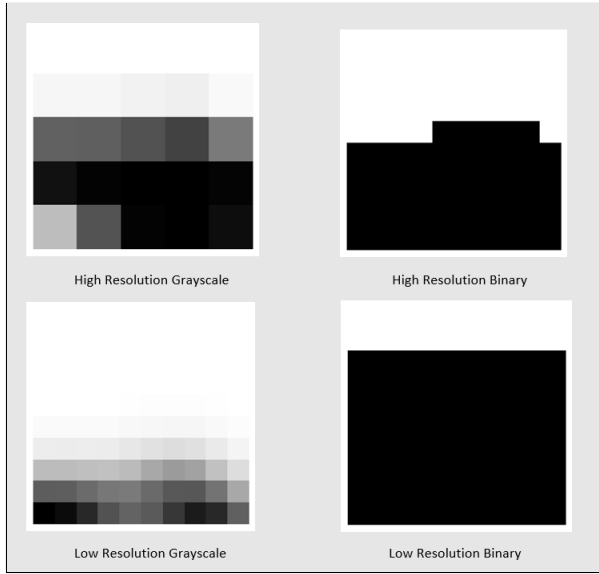 High Resolution Grayscale
High Resolution Binary
Low Resolution Grayscale
Low Resolution Binary